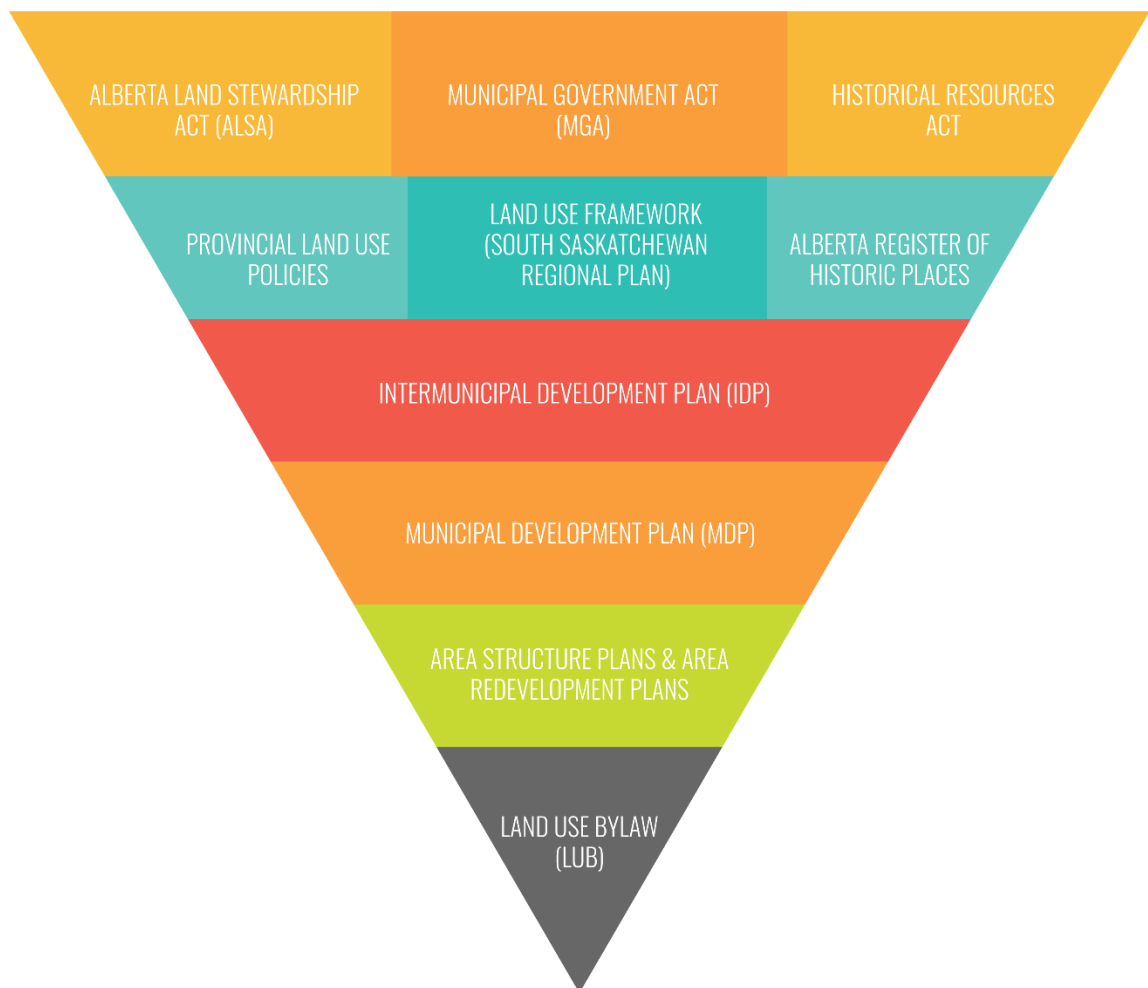 ALBERTA LAND STEWARDSHIP
ACT (ALSA)
MUNICIPAL GOVERNMENT ACT
(MGA)
HISTORICAL RESOURCES
ACT
PROVINCIAL LAND USE
POLICIES
LAND USE FRAMEWORK
(SOUTH SASKATCHEWAN
REGIONAL PLAN)
ALBERTA REGISTER OF
HISTORIC PLACES
INTERMUNICIPAL DEVELOPMENT PLAN (IDP)
MUNICIPAL DEVELOPMENT PLAN (MDP)
AREA STRUCTURE PLANS & AREA
REDEVELOPMENT PLANS
LAND USE BYLAW
(LUB)